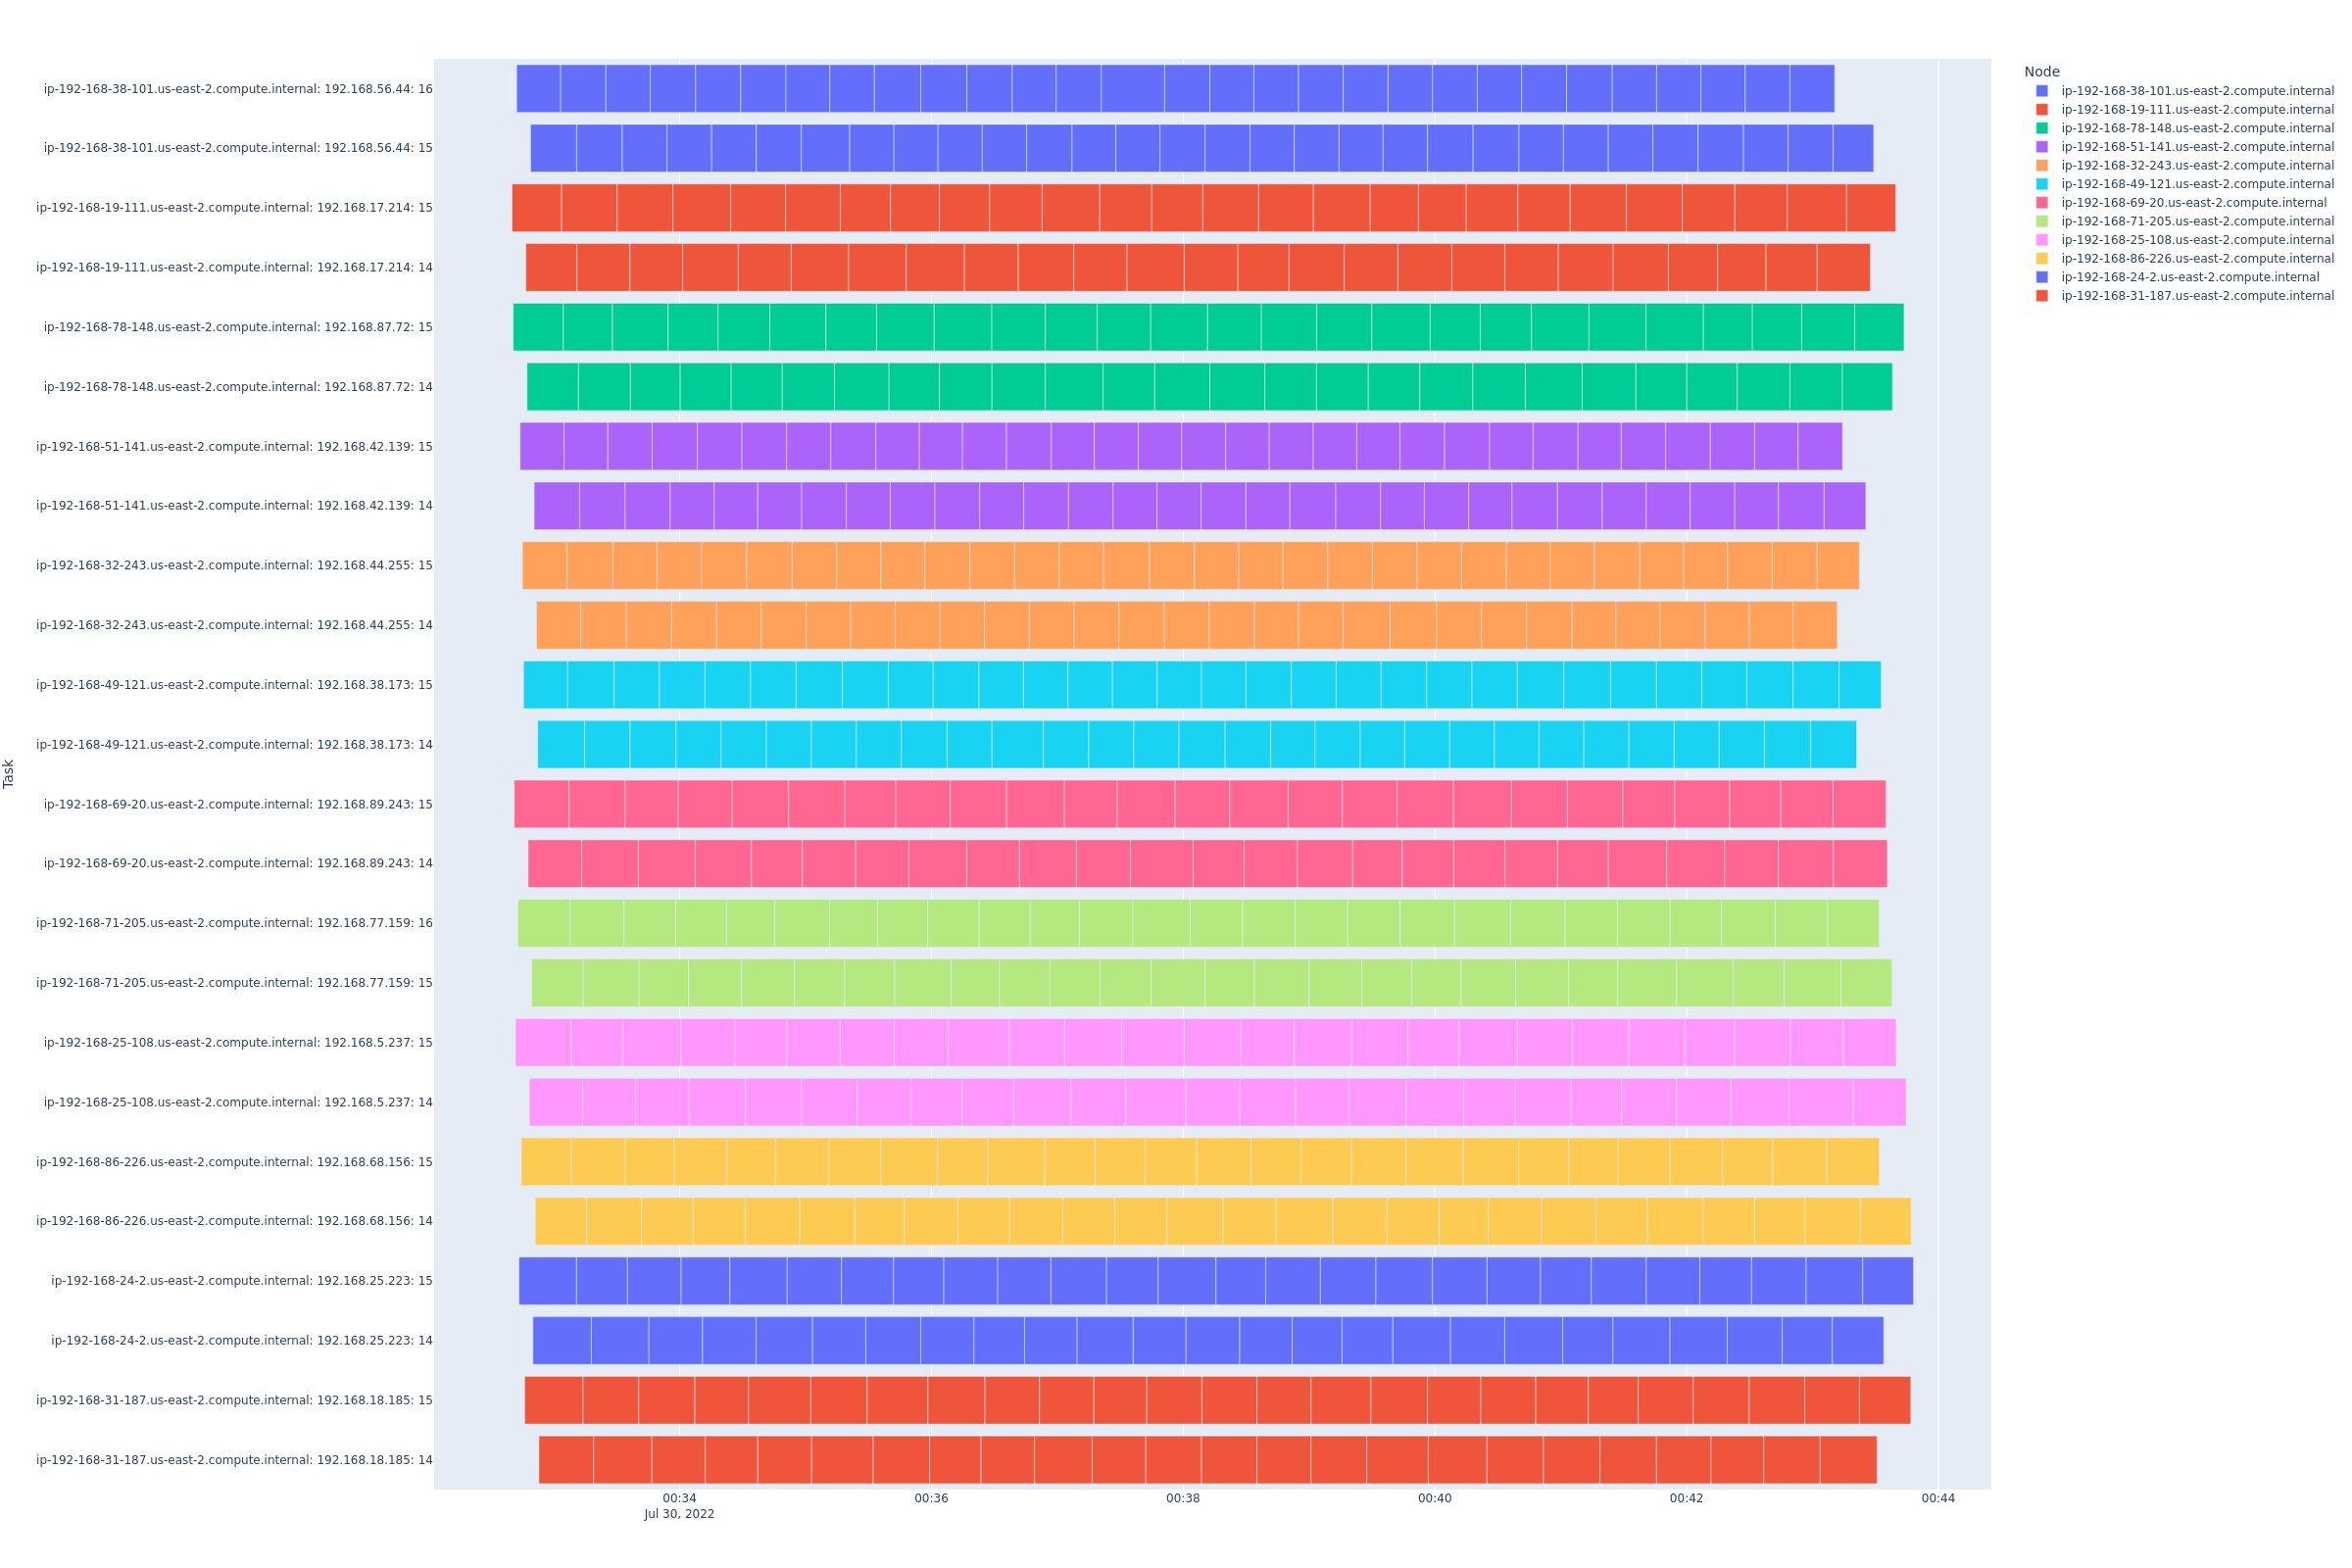 ip-192-168-38-101.us-east-2.compute.internal: 192.168.56.44: 16
ip-192-168-38-101.us-east-2.compute.internal: 192.168.56.44: 15
ip-192-168-19-111.us-east-2.compute.internal: 192.168.17.214: 15
ip-192-168-19-111.us-east-2.compute.internal: 192.168.17.214: 14
ip-192-168-78-148.us-east-2.compute.internal: 192.168.87.72: 15
ip-192-168-78-148.us-east-2.compute.internal: 192.168.87.72: 14
ip-192-168-51-141.us-east-2.compute.internal: 192.168.42.139: 15
ip-192-168-51-141.us-east-2.compute.internal: 192.168.42.139: 14
ip-192-168-32-243.us-east-2.compute.internal: 192.168.44.255: 15
ip-192-168-32-243.us-east-2.compute.internal: 192.168.44.255: 14
ip-192-168-49-121.us-east-2.compute.internal: 192.168.38.173: 15
ip-192-168-49-121.us-east-2.compute.internal: 192.168.38.173: 14
ip-192-168-69-20.us-east-2.compute.internal: 192.168.89.243: 15
ip-192-168-69-20.us-east-2.compute.internal: 192.168.89.243: 14
ip-192-168-71-205.us-east-2.compute.internal: 192.168.77.159: 16
ip-192-168-71-205.us-east-2.compute.internal: 192.168.77.159: 15
ip-192-168-25-108.us-east-2.compute.internal: 192.168.5.237: 15
ip-192-168-25-108.us-east-2.compute.internal: 192.168.5.237: 14
ip-192-168-86-226.us-east-2.compute.internal: 192.168.68.156: 15
ip-192-168-86-226.us-east-2.compute.internal: 192.168.68.156: 14
ip-192-168-24-2.us-east-2.compute.internal: 192.168.25.223: 15
ip-192-168-24-2.us-east-2.compute.internal: 192.168.25.223: 14
ip-192-168-31-187.us-east-2.compute.internal: 192.168.18.185: 15
ip-192-168-31-187.us-east-2.compute.internal: 192.168.18.185: 14
Task
00:34
Jul 30, 2022
00:36
00:38
00:40
00:42
00:44
Node
ip-192-168-38-101.us-east-2.compute.internal
ip-192-168-19-111.us-east-2.compute.internal
ip-192-168-78-148.us-east-2.compute.internal
ip-192-168-51-141.us-east-2.compute.internal
ip-192-168-32-243.us-east-2.compute.internal
ip-192-168-49-121.us-east-2.compute.internal
ip-192-168-69-20.us-east-2.compute.internal
ip-192-168-71-205.us-east-2.compute.internal
ip-192-168-25-108.us-east-2.compute.internal
ip-192-168-86-226.us-east-2.compute.internal
ip-192-168-24-2.us-east-2.compute.internal
ip-192-168-31-187.us-east-2.compute.internal